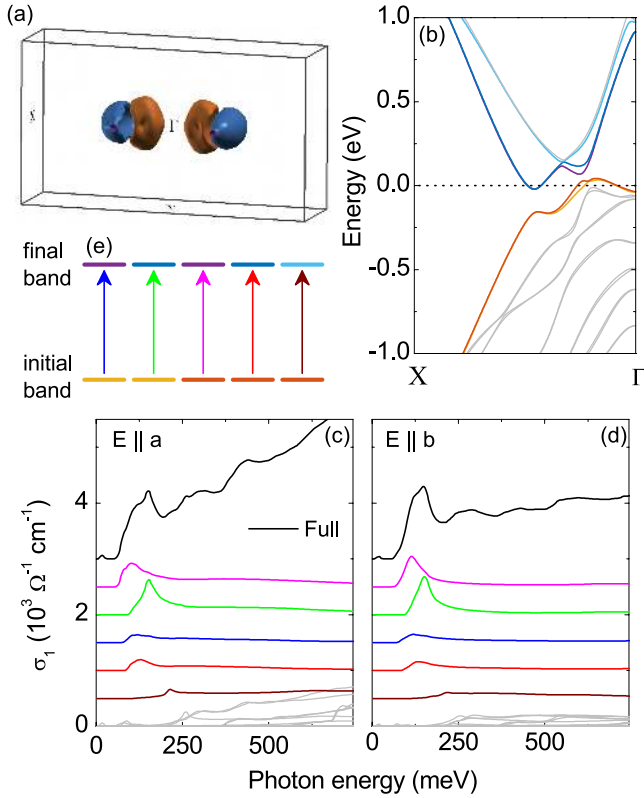 (a)
Γ
x
(b)
1.0
0.5
0.0
-0.5
-1.0
Energy (eV)
X
Γ
(e)
final
band
initial
band
E || a
(c)
Full
E || b
(d)
4
2
0
σ1 (10³ Ω⁻¹ cm⁻¹)
0
250
500
0
250
500
Photon energy (meV)